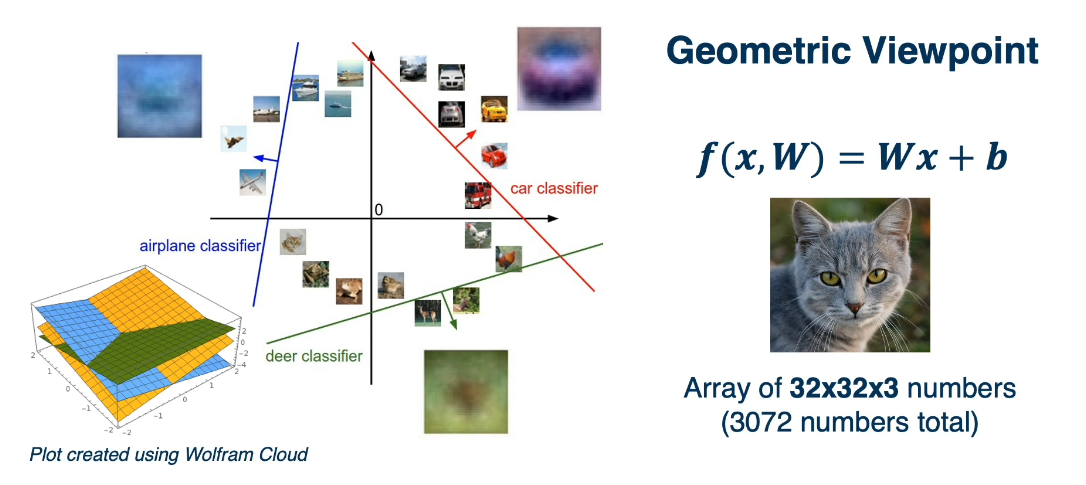 Geometric Viewpoint
f(x, W) = Wx + b
car classifier
0
airplane classifier
deer classifier
2
1
0
−1
−2
−2
−1
0
1
2
2
0
−2
−4
Plot created using Wolfram Cloud
Array of 32x32x3 numbers
(3072 numbers total)